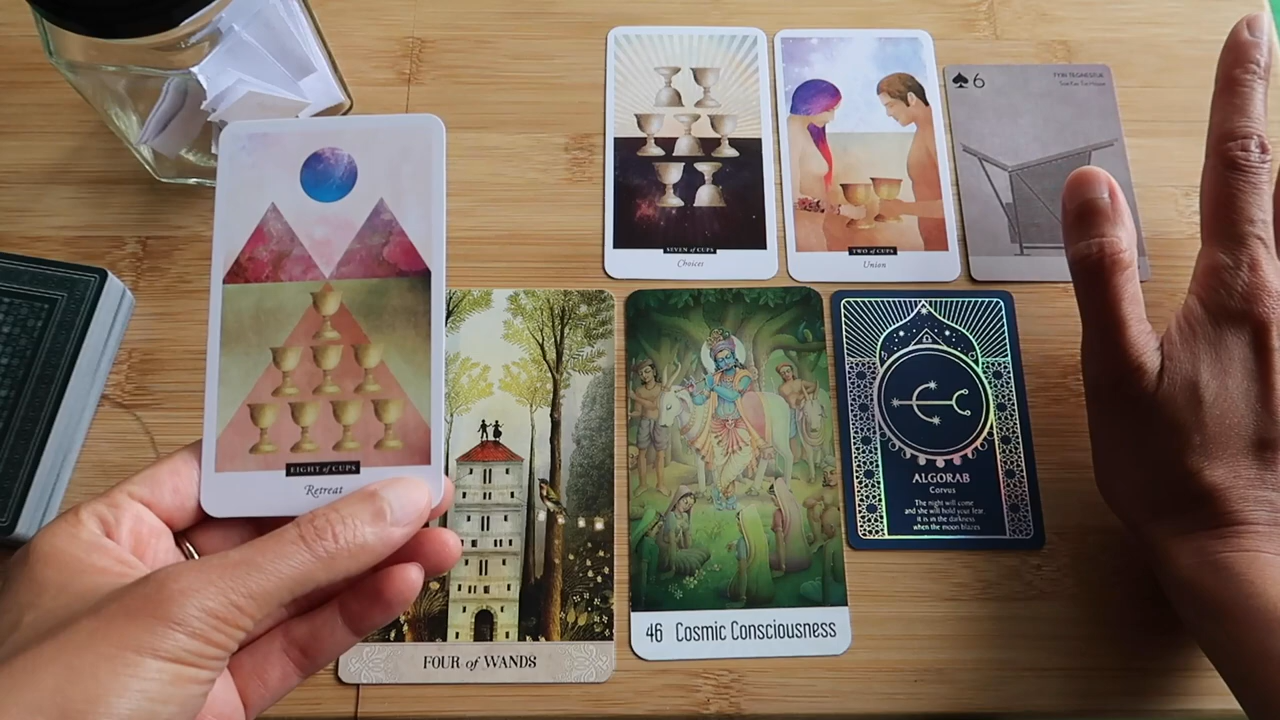 SEVEN of CUPS
Choices
TWO of CUPS
Union
6
EIGHT of CUPS
Retreat
FOUR of WANDS
46 Cosmic Consciousness
ALGORAB
Corvus
The night will come
and she will hold your fear,
it is in the darkness
when the moon blazes